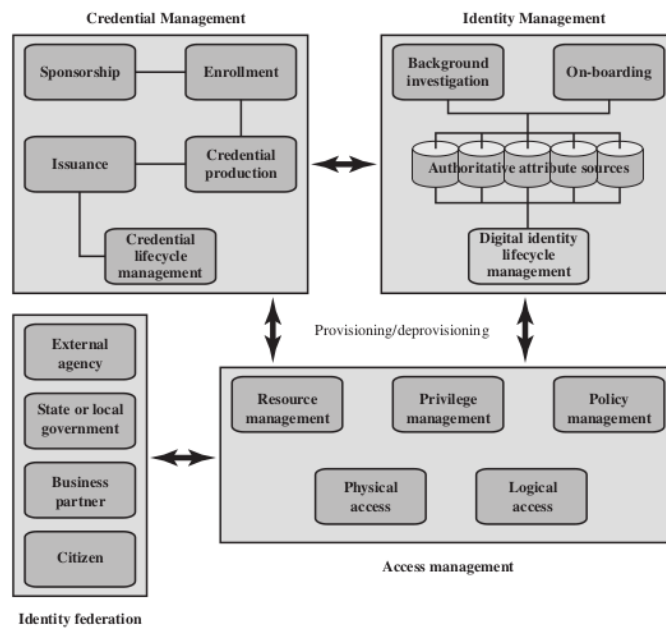 Credential Management
Identity Management
Sponsorship
Enrollment
Issuance
Credential
production
Credential
lifecycle
management
Background
investigation
On-boarding
Authoritative attribute sources
Digital identity
lifecycle
management
Provisioning/deprovisioning
External
agency
State or local
government
Business
partner
Citizen
Identity federation
Resource
management
Privilege
management
Policy
management
Physical
access
Logical
access
Access management